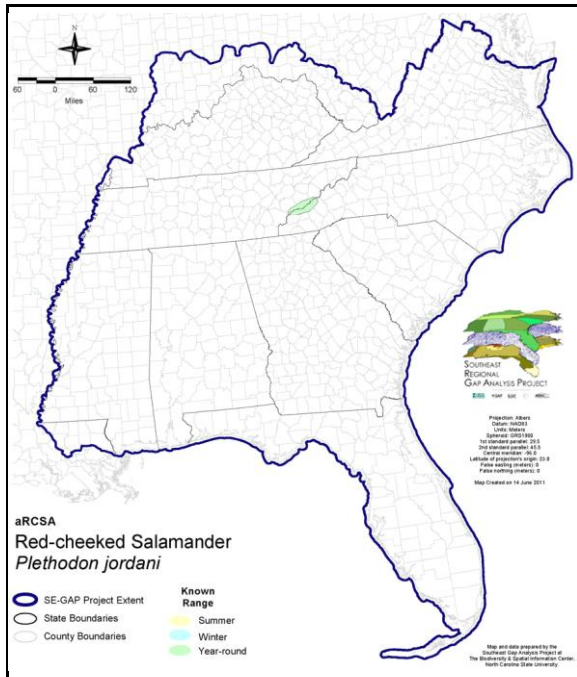 N
60 0 60 120
Miles
SOUTHEAST
REGIONAL
GAP ANALYSIS PROJECT
Projection: Albers
Datum: NAD83
Units: Meters
Spheroid: GRS1980
1st standard parallel: 29.5
2nd standard parallel: 45.5
Central meridian: -96.0
Latitude of projection's origin: 23.0
False easting (meters): 0
False northing (meters): 0
Map Created on 14 June 2011
aRCSA
Red-cheeked Salamander
Plethodon jordani
SE-GAP Project Extent
State Boundaries
County Boundaries
Known
Range
Summer
Winter
Year-round
Map and data prepared by the
Southeast Gap Analysis Project at
The Biodiversity & Spatial Information Center,
North Carolina State University.